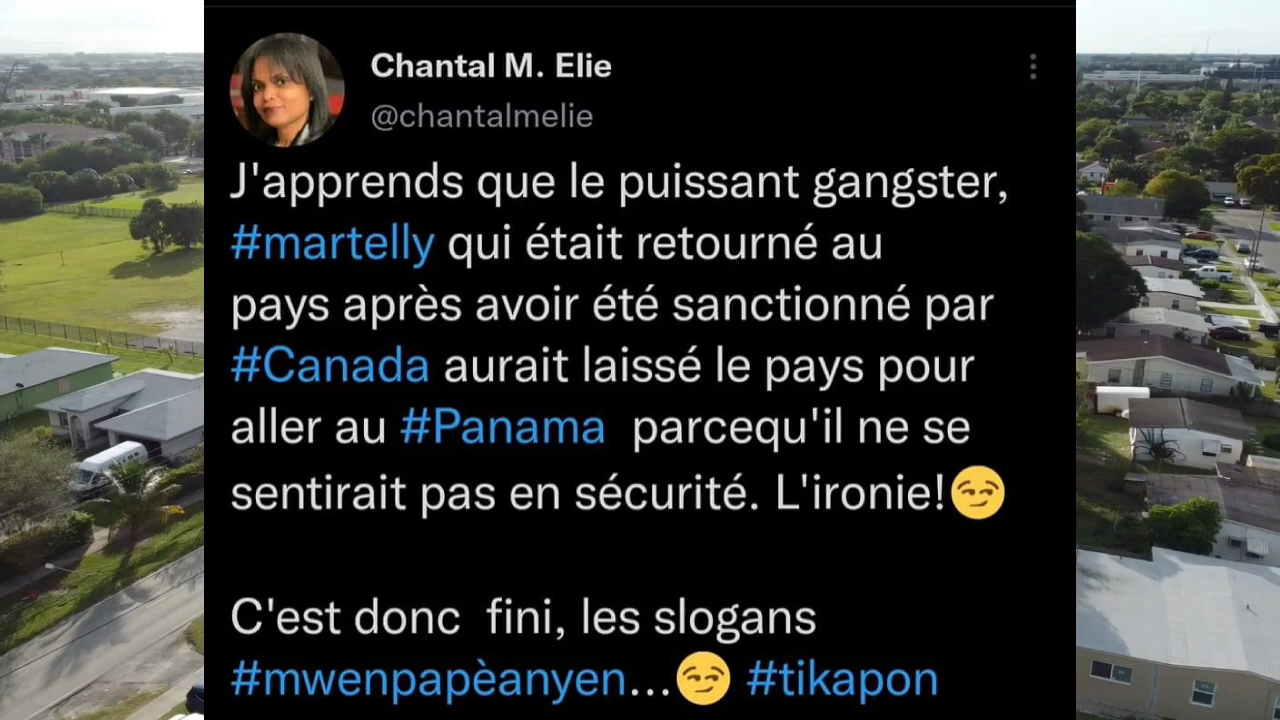 Chantal M. Elie
@chantalmelie
J'apprends que le puissant gangster,
#martelly qui était retourné au
pays après avoir été sanctionné par
#Canada aurait laissé le pays pour
aller au #Panama  parcequ'il ne se
sentirait pas en sécurité. L'ironie!😏
C'est donc  fini, les slogans
#mwenpapèanyen...😏 #tikapon